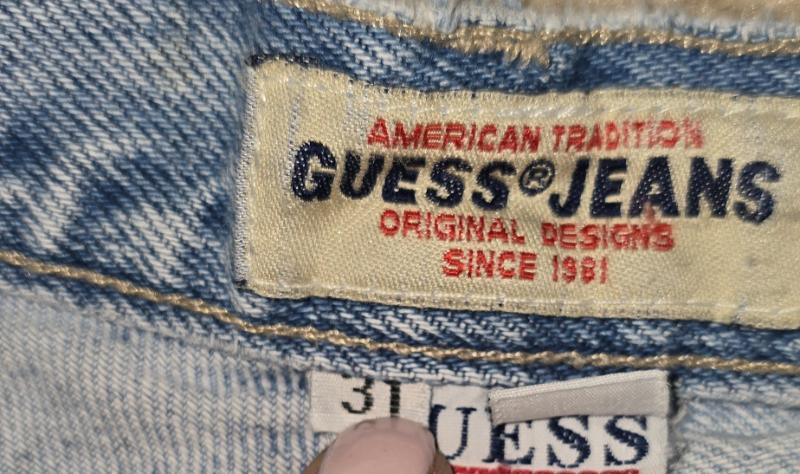 AMERICAN TRADITION
GUESS® JEANS
ORIGINAL DESIGNS
SINCE 1981
31
UESS